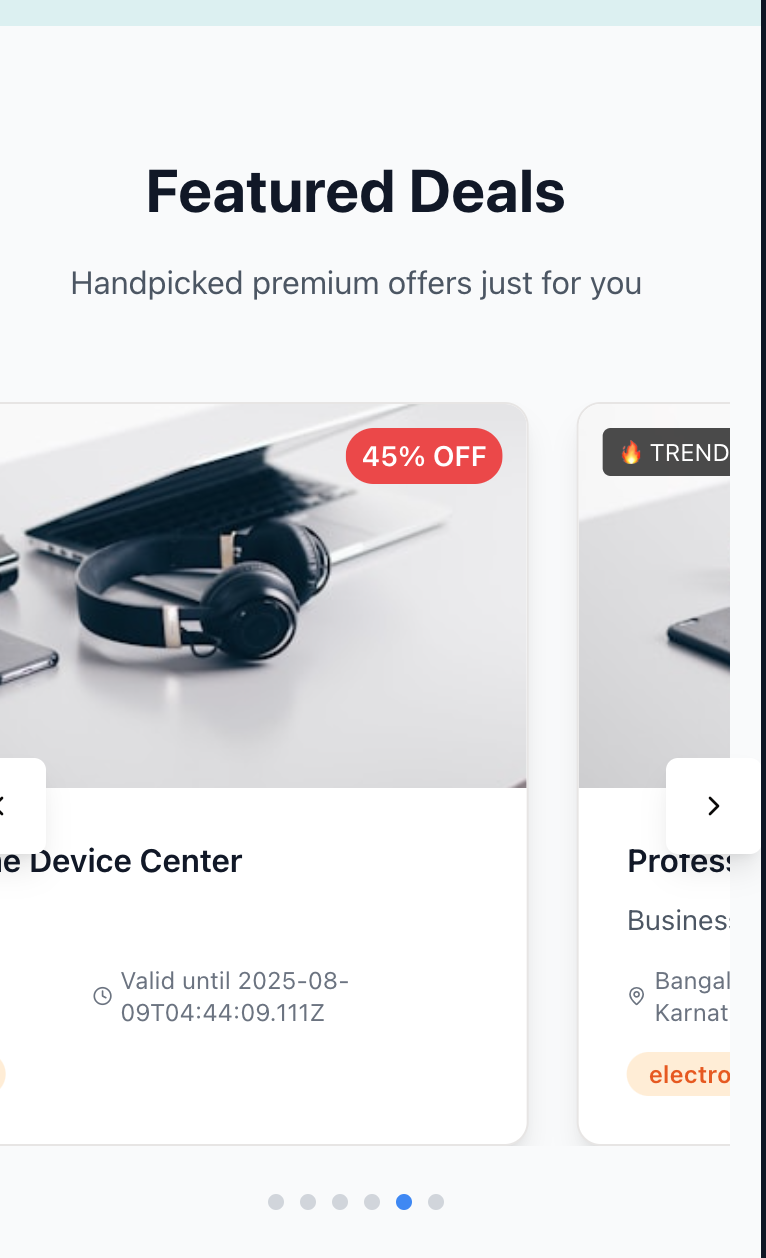 Featured Deals
Handpicked premium offers just for you
45% OFF
🔥 TREND
Device Center
Valid until 2025-08-
09T04:44:09.111Z
Profess
Business
Bangal
Karnat
electro